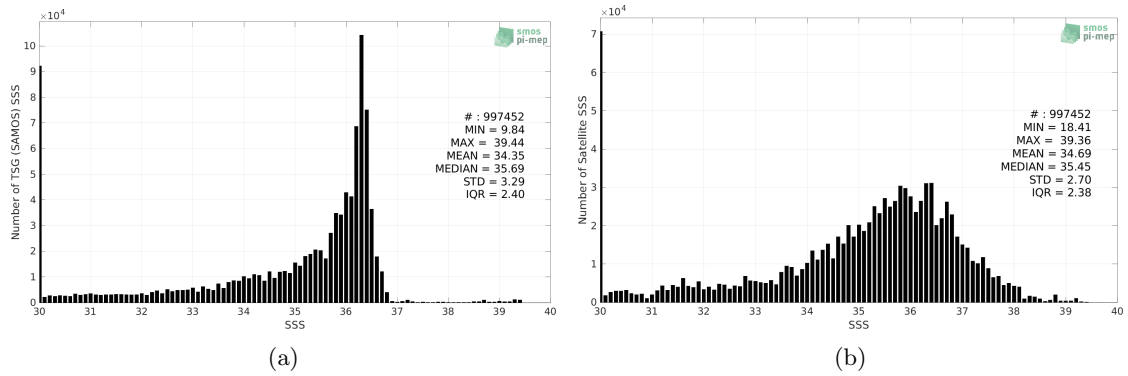 ×10⁴
10
9
8
7
6
5
4
3
2
1
0
30
31
32
33
34
35
36
37
38
39
40
Number of TSG (SAMOS) SSS
SSS
smos
pi-mep
# : 997452
MIN = 9.84
MAX = 39.44
MEAN = 34.35
MEDIAN = 35.69
STD = 3.29
IQR = 2.40
(a)
×10⁴
7
6
5
4
3
2
1
0
30
31
32
33
34
35
36
37
38
39
40
Number of Satellite SSS
SSS
smos
pi-mep
# : 997452
MIN = 18.41
MAX = 39.36
MEAN = 34.69
MEDIAN = 35.45
STD = 2.70
IQR = 2.38
(b)